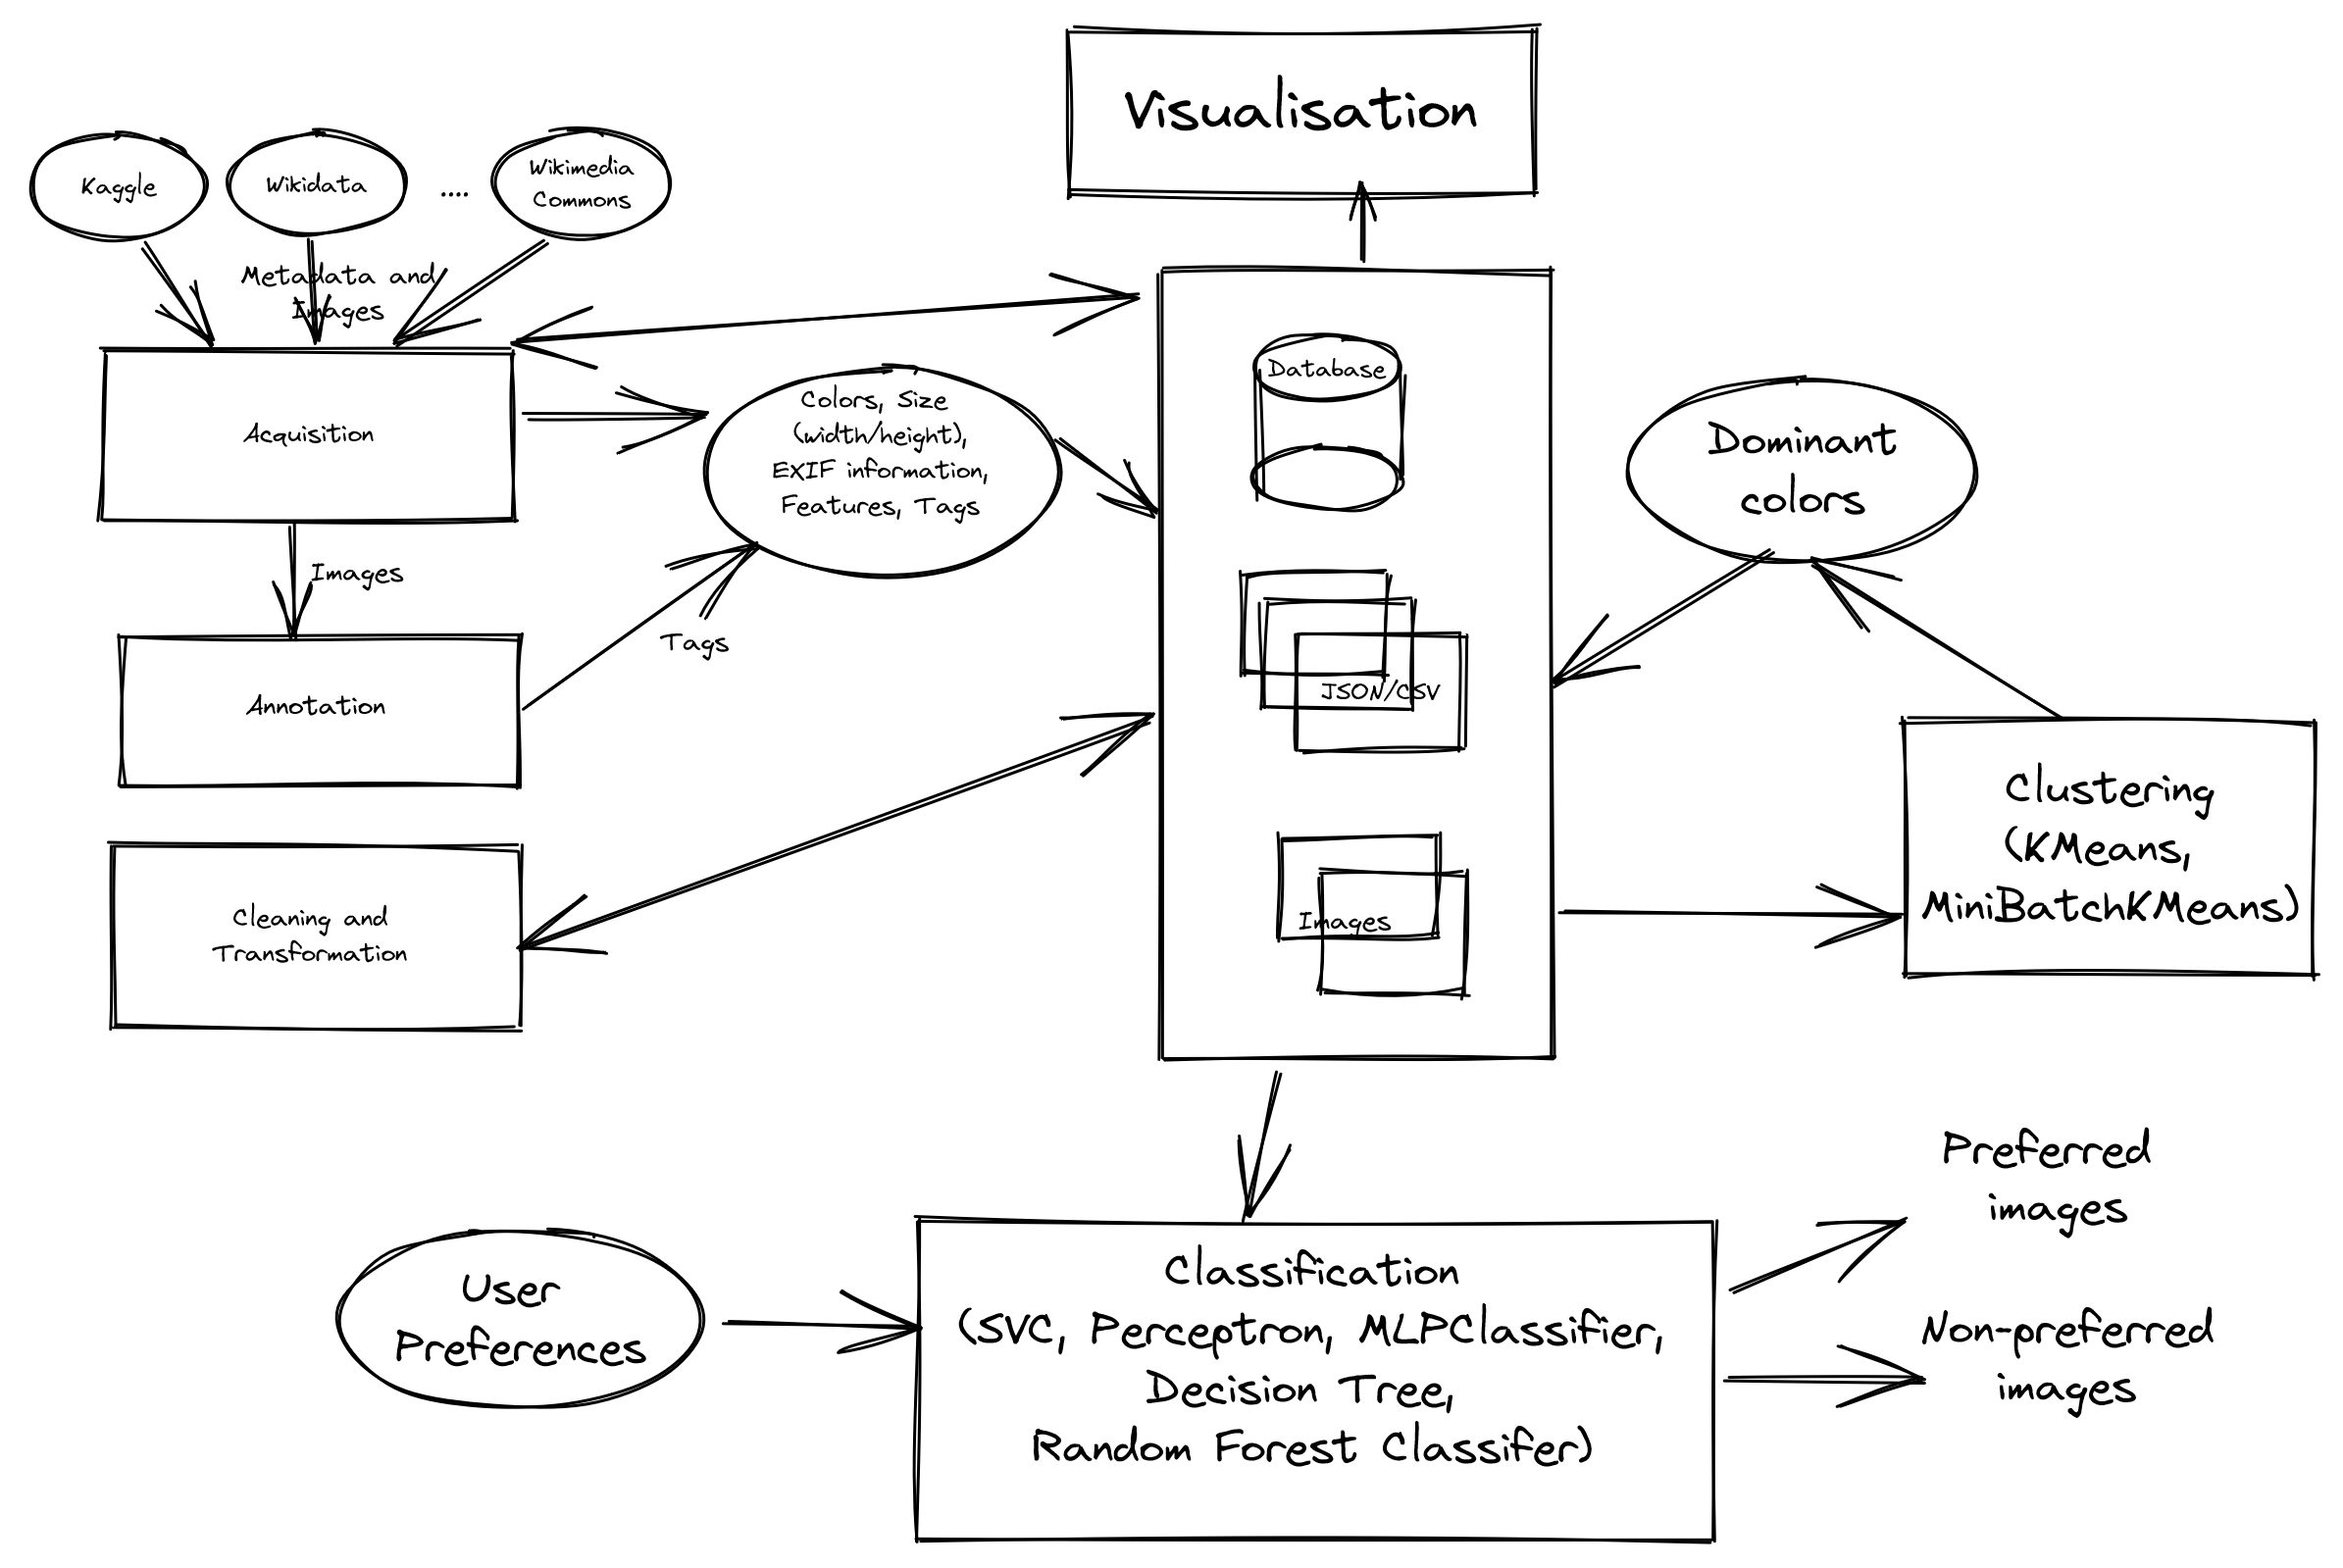 Visualisation
Kaggle
Wikidata
....
Wikimedia
Commons
Metadata and
Images
Acquisition
Images
Annotation
Tags
Cleaning and
Transformation
Colors, Size
(width/height),
EXIF information,
Features, Tags
Database
JSON/CSV
Images
Dominant
colors
Clustering
(KMeans,
MiniBatchKMeans)
User
Preferences
Classification
(SVC, Perceptron, MLPClassifier,
Decision Tree,
Random Forest Classifer)
Preferred
images
Non-preferred
images